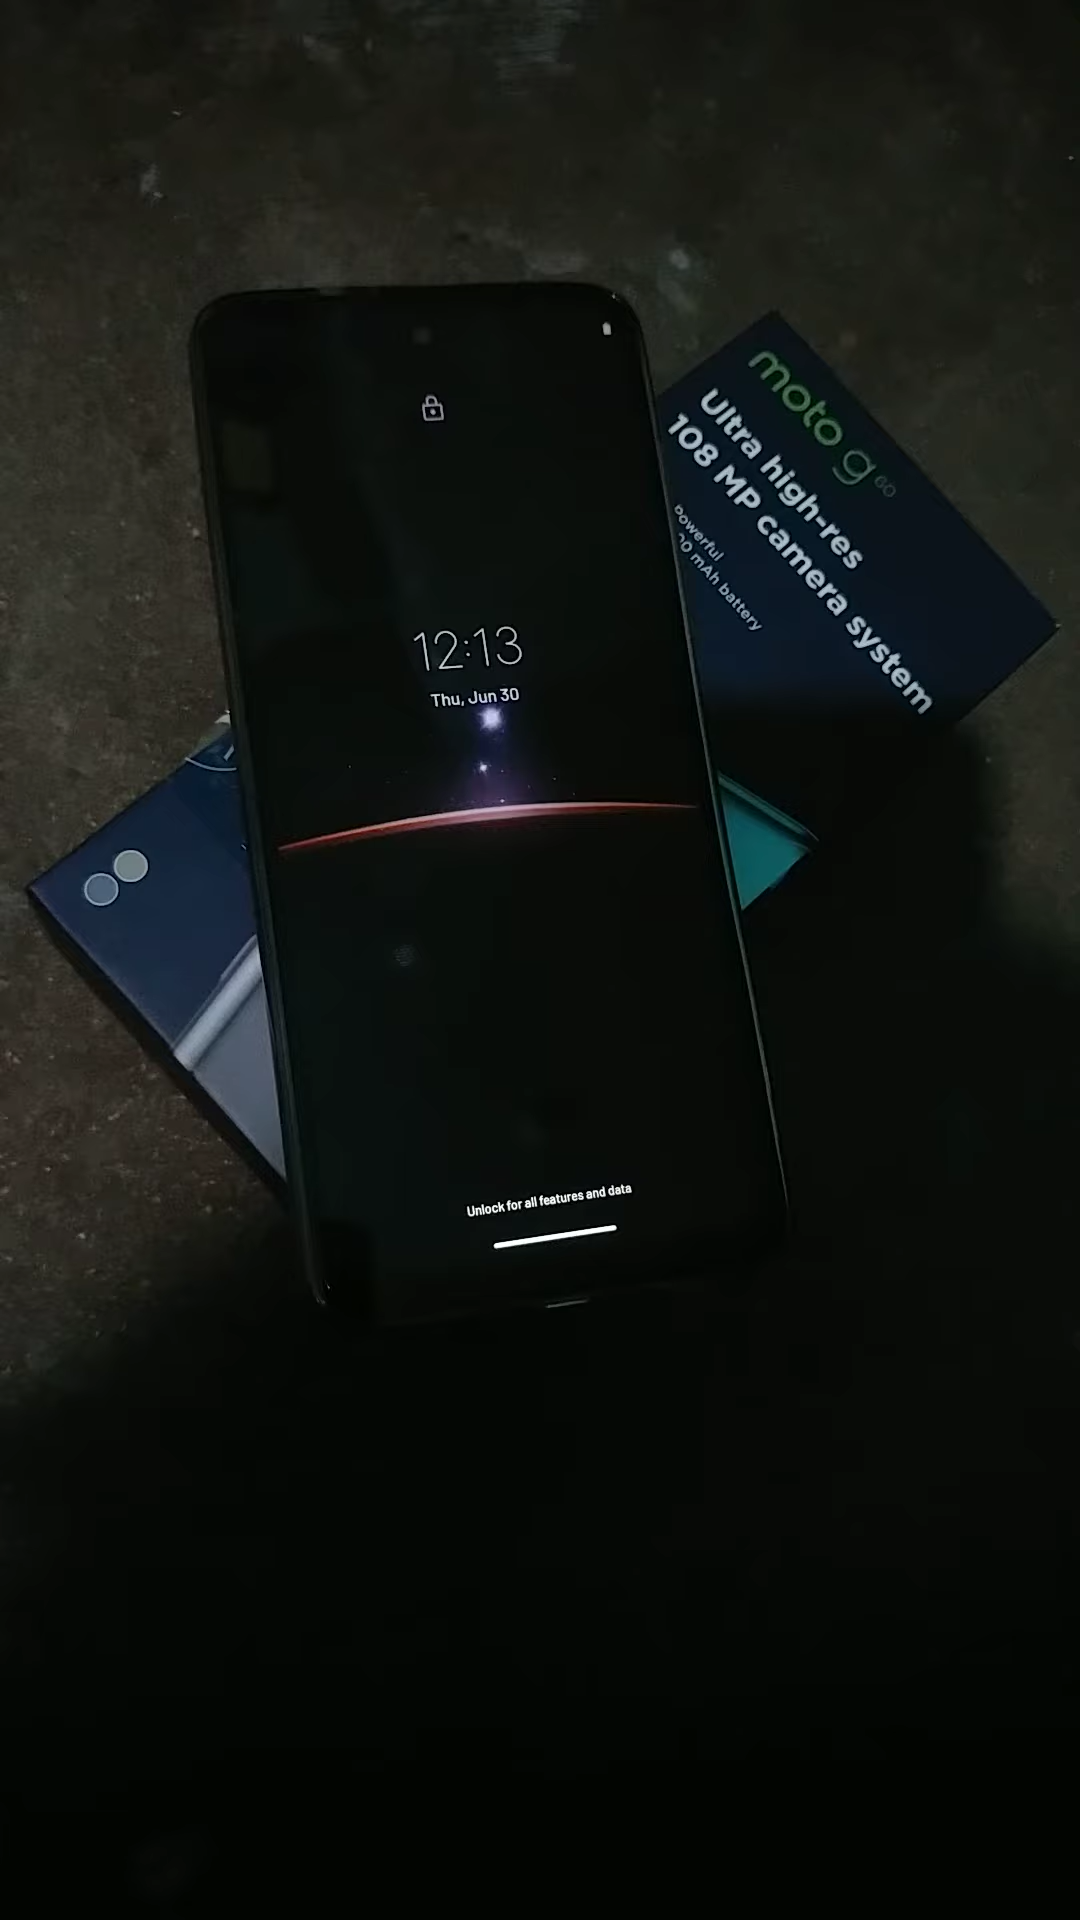 12:13
Thu, Jun 30
Unlock for all features and data
moto g 60
Ultra high-res
108 MP camera system
powerful
mAh battery